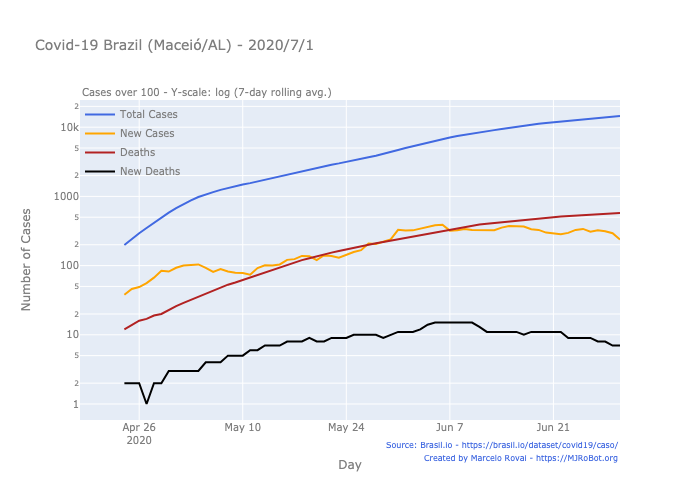 Covid-19 Brazil (Maceió/AL) - 2020/7/1
Cases over 100 - Y-scale: log (7-day rolling avg.)
Total Cases
New Cases
Deaths
New Deaths
Number of Cases
2
10k
5
2
1000
5
2
100
5
2
10
5
2
1
Apr 26
2020
May 10
May 24
Jun 7
Jun 21
Day
Source: Brasil.io - https://brasil.io/dataset/covid19/caso/
Created by Marcelo Rovai - https://MJRoBot.org